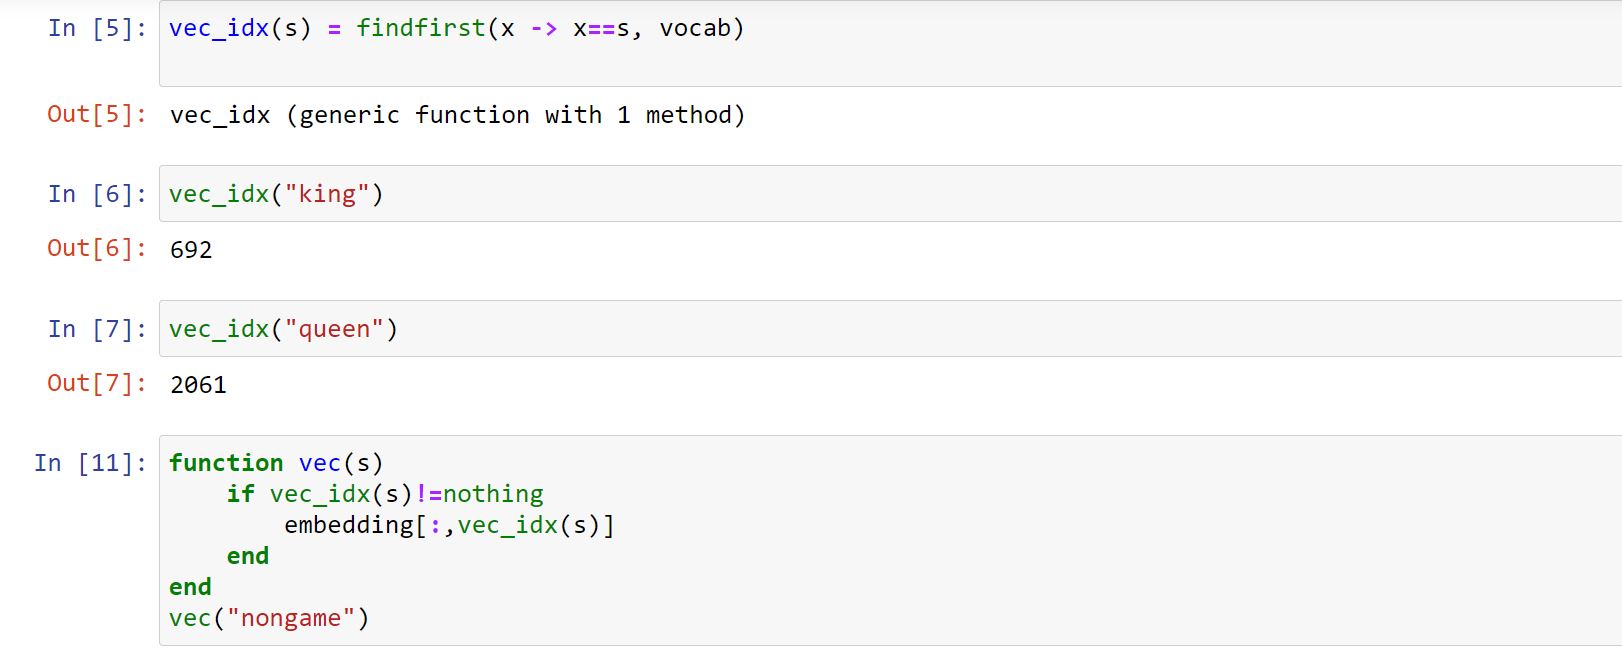 In [5]: vec_idx(s) = findfirst(x -> x==s, vocab)
Out[5]: vec_idx (generic function with 1 method)
In [6]: vec_idx("king")
Out[6]: 692
In [7]: vec_idx("queen")
Out[7]: 2061
In [11]: function vec(s)
    if vec_idx(s)!=nothing
        embedding[:,vec_idx(s)]
    end
end
vec("nongame")